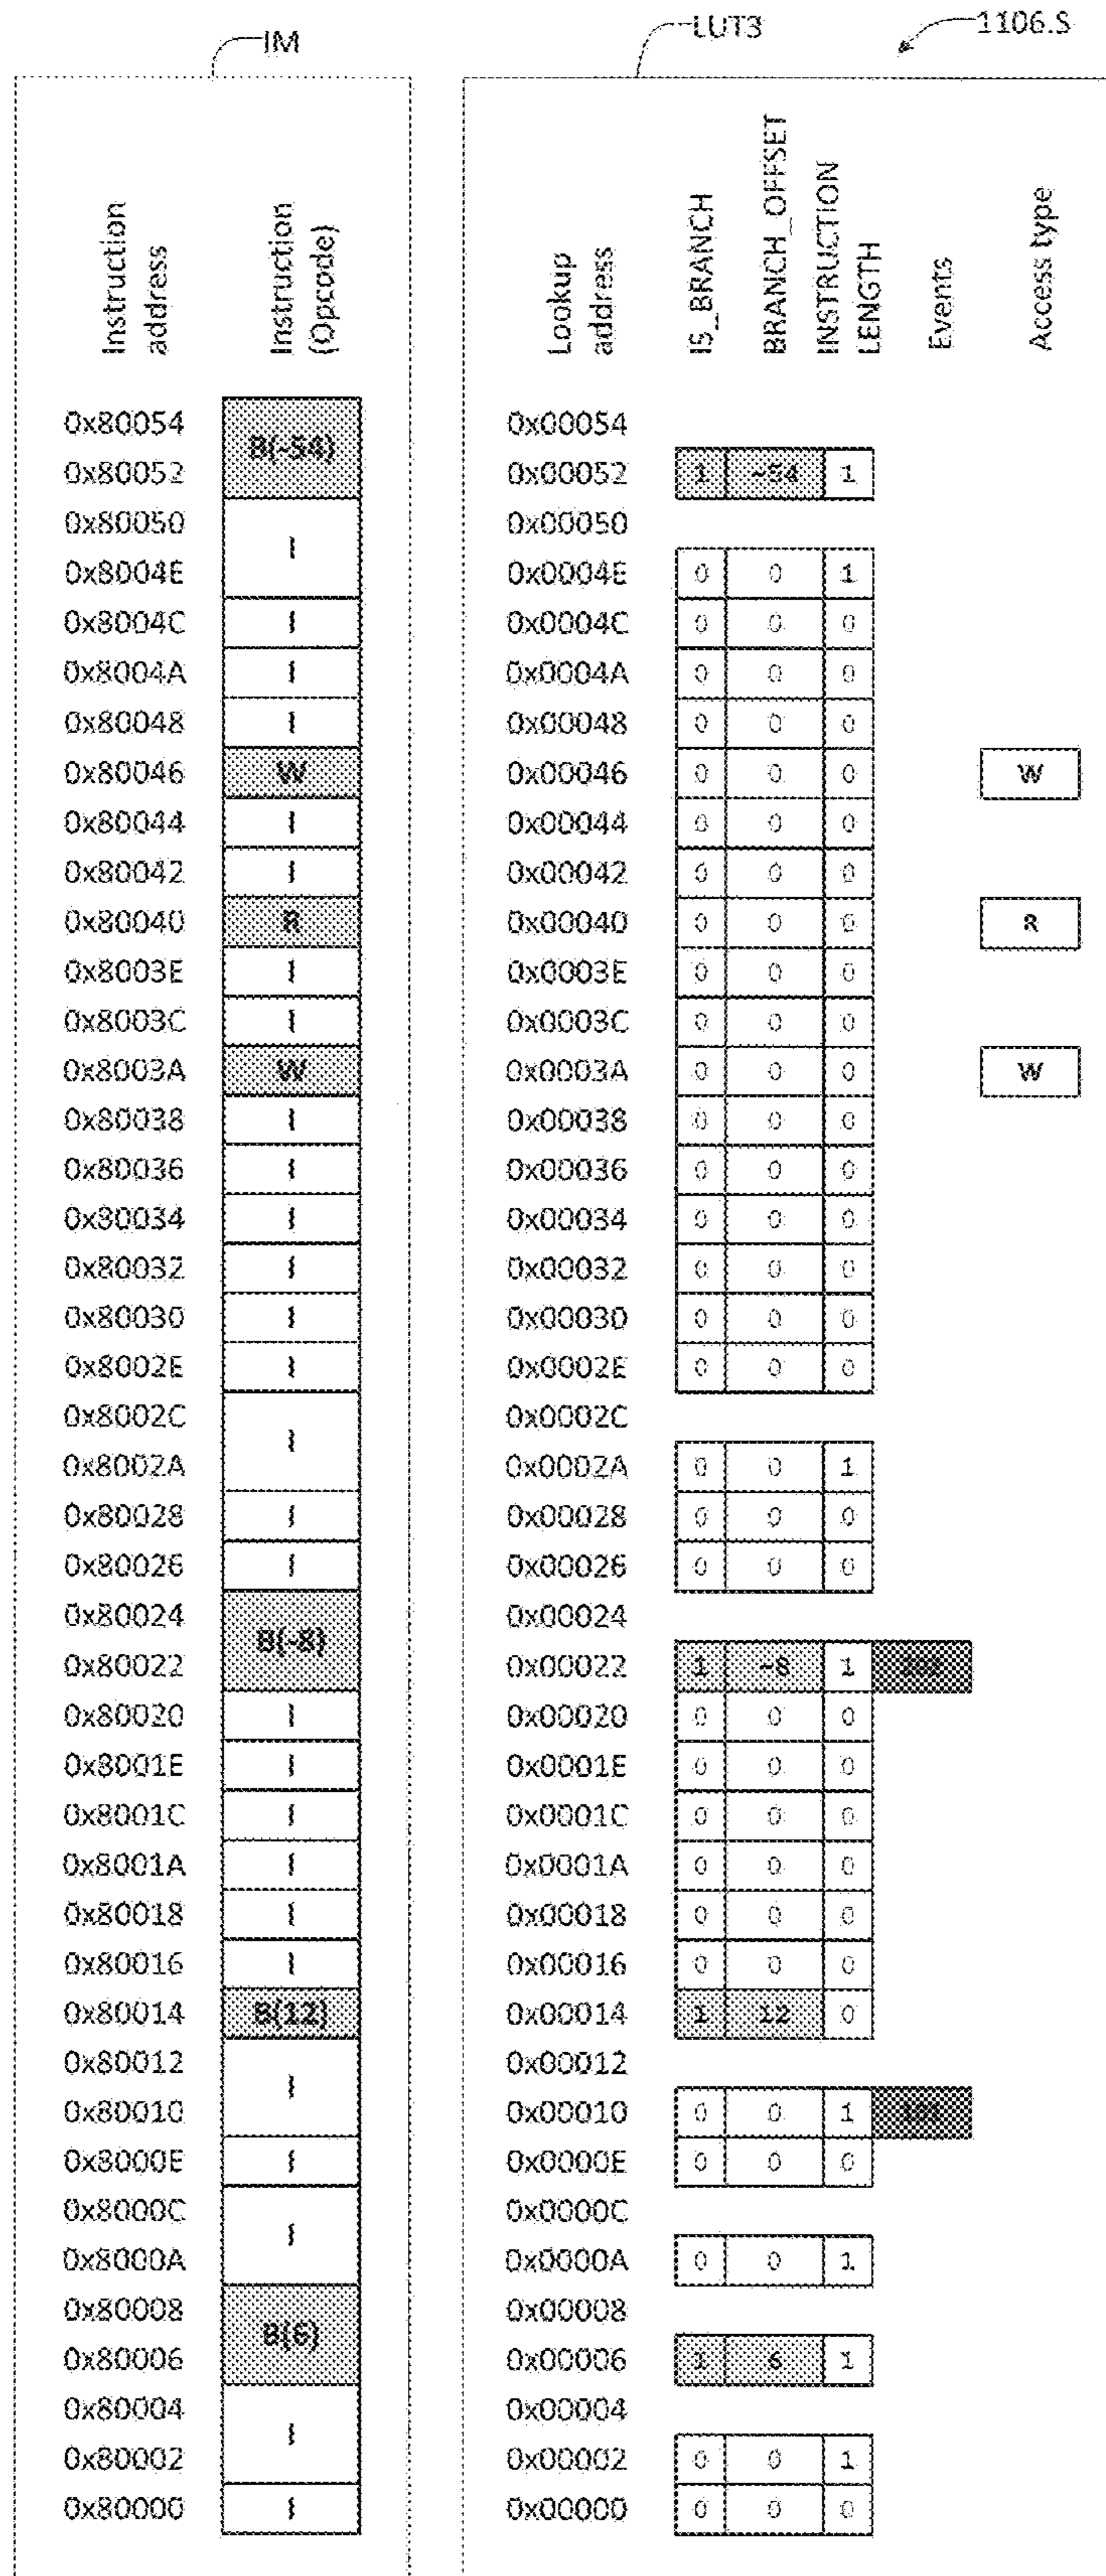 IM
LUT3
1106.S
Instruction address
Instruction (Opcode)
Lookup address
IS_BRANCH
BRANCH_OFFSET
INSTRUCTION LENGTH
Events
Access type
0x80054 B(-54) 0x00054
0x80052 0x00052 1 -54 1
0x80050 I 0x00050
0x8004E 0x0004E 0 0 1
0x8004C I 0x0004C 0 0 0
0x8004A I 0x0004A 0 0 0
0x80048 I 0x00048 0 0 0
0x80046 W 0x00046 0 0 0 W
0x80044 I 0x00044 0 0 0
0x80042 I 0x00042 0 0 0
0x80040 R 0x00040 0 0 0 R
0x8003E I 0x0003E 0 0 0
0x8003C I 0x0003C 0 0 0
0x8003A W 0x0003A 0 0 0 W
0x80038 I 0x00038 0 0 0
0x80036 I 0x00036 0 0 0
0x80034 I 0x00034 0 0 0
0x80032 I 0x00032 0 0 0
0x80030 I 0x00030 0 0 0
0x8002E I 0x0002E 0 0 0
0x8002C I 0x0002C
0x8002A 0x0002A 0 0 1
0x80028 I 0x00028 0 0 0
0x80026 I 0x00026 0 0 0
0x80024 B(-8) 0x00024
0x80022 0x00022 1 -8 1
0x80020 I 0x00020 0 0 0
0x8001E I 0x0001E 0 0 0
0x8001C I 0x0001C 0 0 0
0x8001A I 0x0001A 0 0 0
0x80018 I 0x00018 0 0 0
0x80016 I 0x00016 0 0 0
0x80014 B(12) 0x00014 1 12 0
0x80012 I 0x00012
0x80010 0x00010 0 0 1
0x8000E I 0x0000E 0 0 0
0x8000C I 0x0000C
0x8000A 0x0000A 0 0 1
0x80008 B(6) 0x00008
0x80006 0x00006 1 6 1
0x80004 I 0x00004
0x80002 0x00002 0 0 1
0x80000 I 0x00000 0 0 0